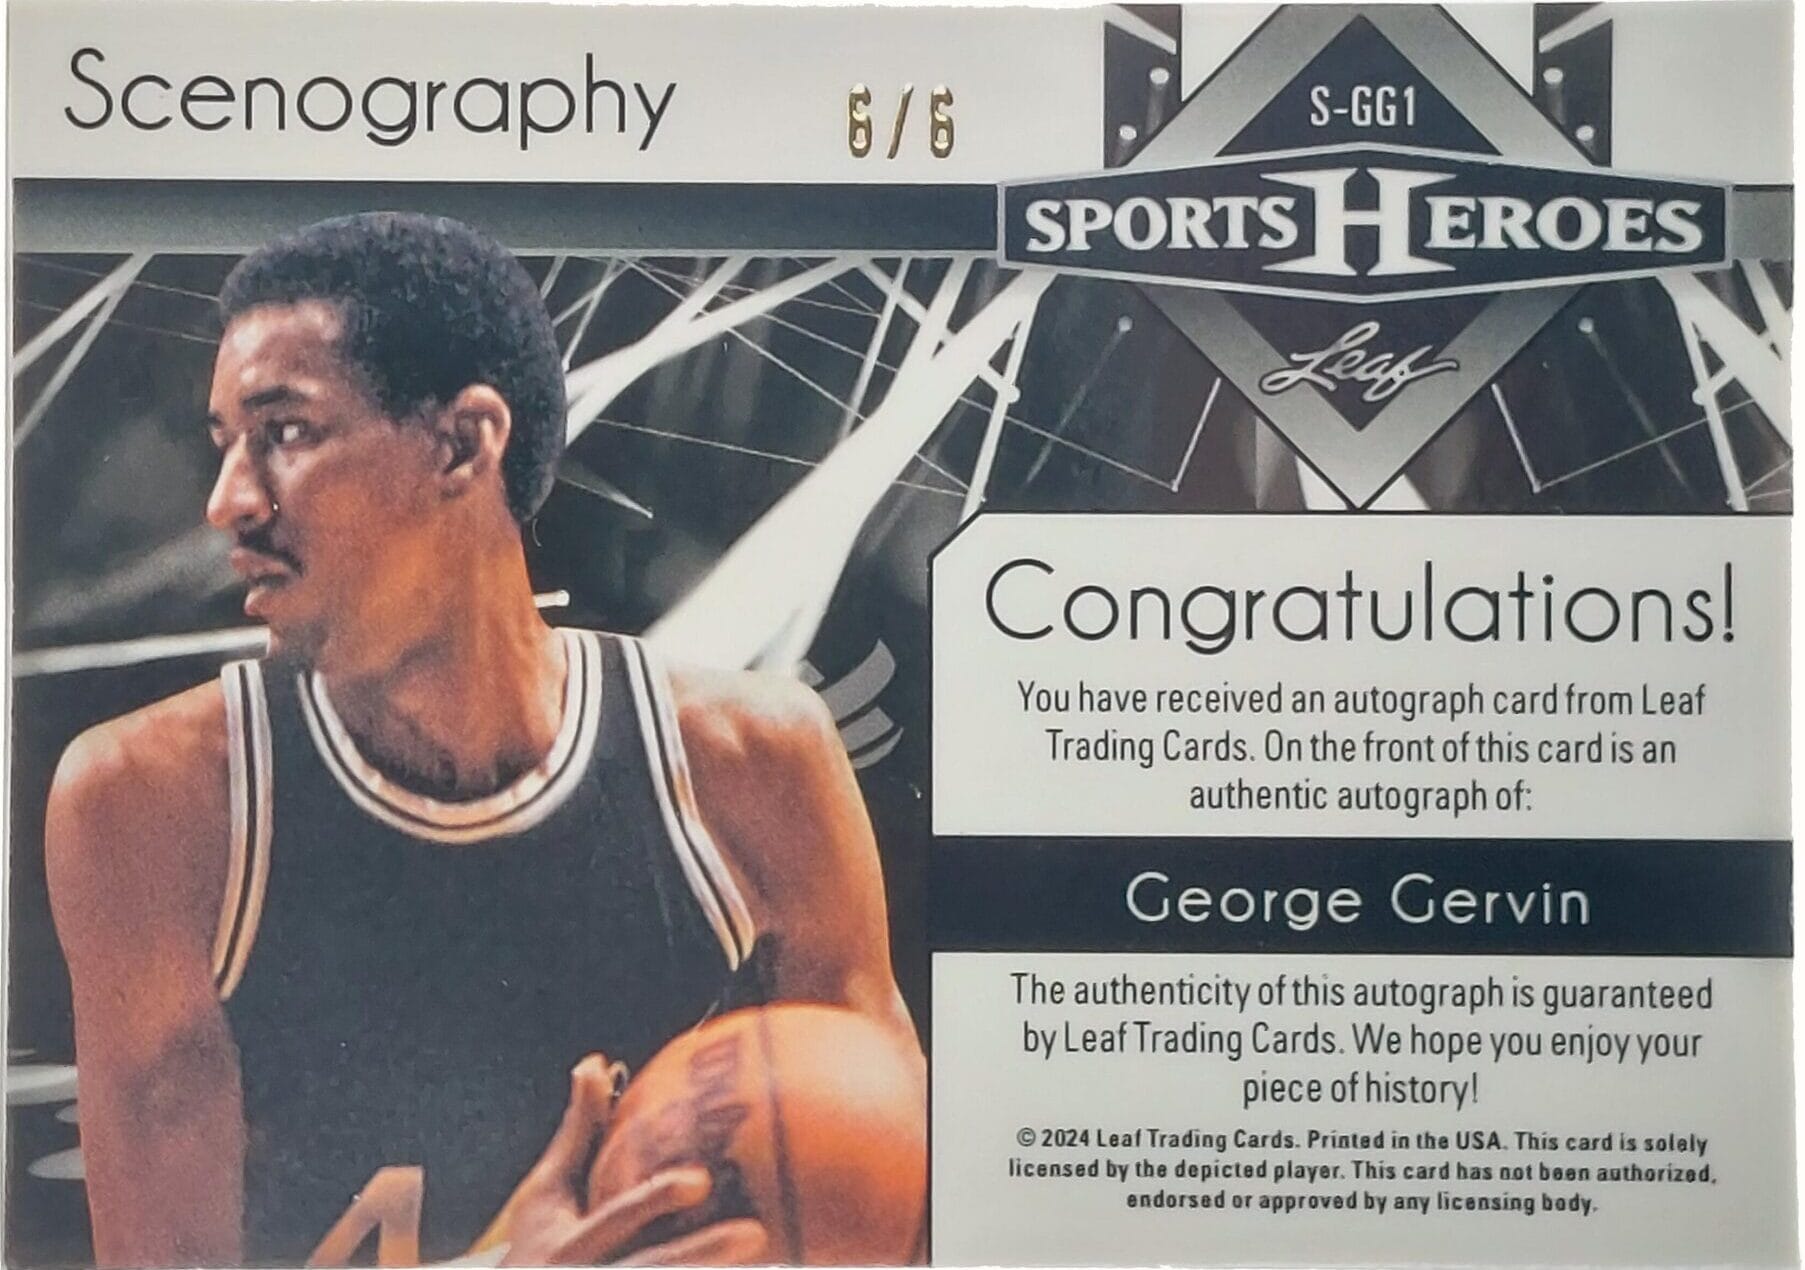 Scenography
6/6
S-GG1
SPORTS HEROES
Leaf
Congratulations!
You have received an autograph card from Leaf
Trading Cards. On the front of this card is an
authentic autograph of:
George Gervin
The authenticity of this autograph is guaranteed
by Leaf Trading Cards. We hope you enjoy your
piece of history!
© 2024 Leaf Trading Cards. Printed in the USA. This card is solely
licensed by the depicted player. This card has not been authorized,
endorsed or approved by any licensing body.
4